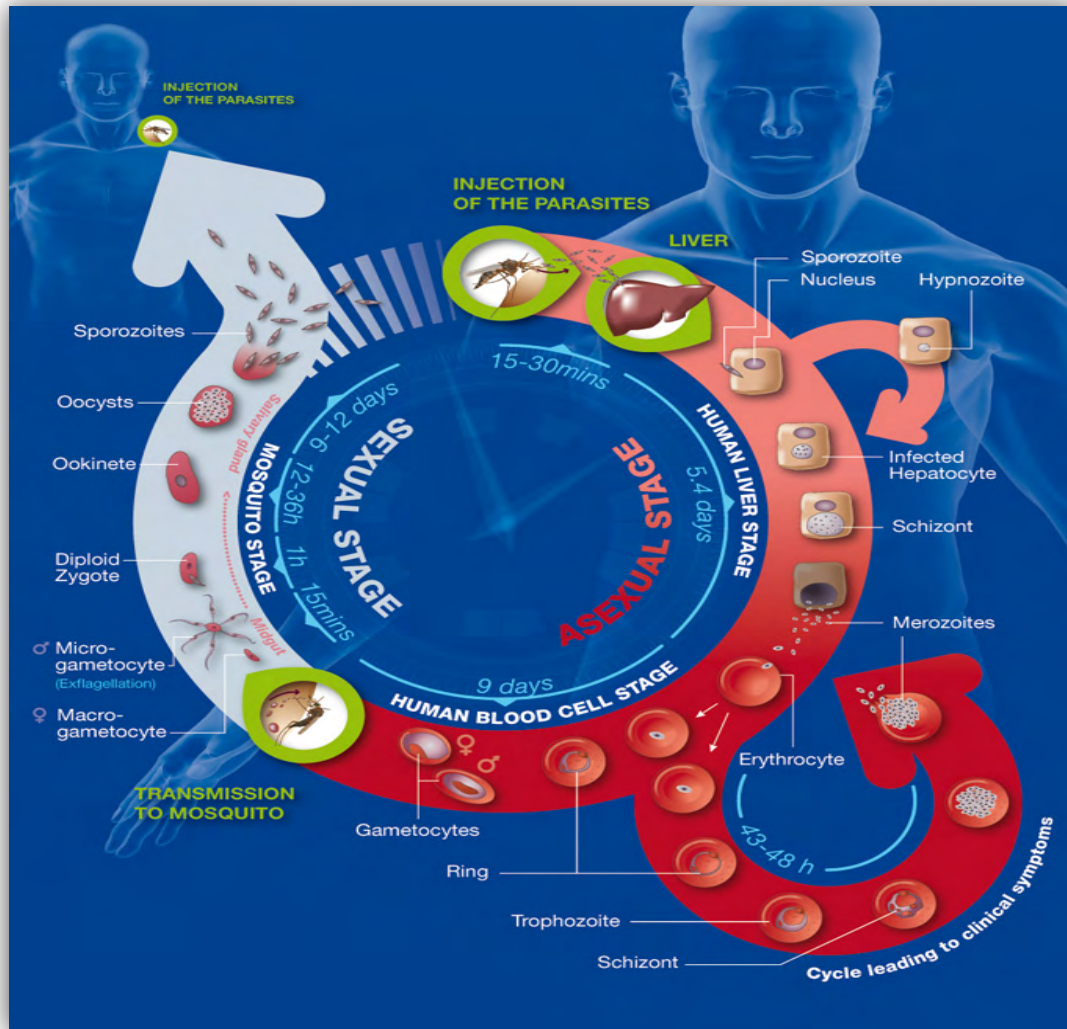 INJECTION
OF THE PARASITES
INJECTION
OF THE PARASITES
LIVER
Sporozoite
Nucleus
Hypnozoite
Sporozoites
15-30mins
Oocysts
Salivary gland
9-12 days
SEXUAL STAGE
ASEXUAL STAGE
HUMAN LIVER STAGE
5.4 days
Infected
Hepatocyte
Ookinete
MOSQUITO STAGE
12-36h
Schizont
Diploid
Zygote
1h
15mins
Midgut
Merozoites
♂ Micro-
gametocyte
(Exflagellation)
♀ Macro-
gametocyte
9 days
HUMAN BLOOD CELL STAGE
♀
♂
Erythrocyte
TRANSMISSION
TO MOSQUITO
Gametocytes
43-48 h
Ring
Trophozoite
Schizont
Cycle leading to clinical symptoms